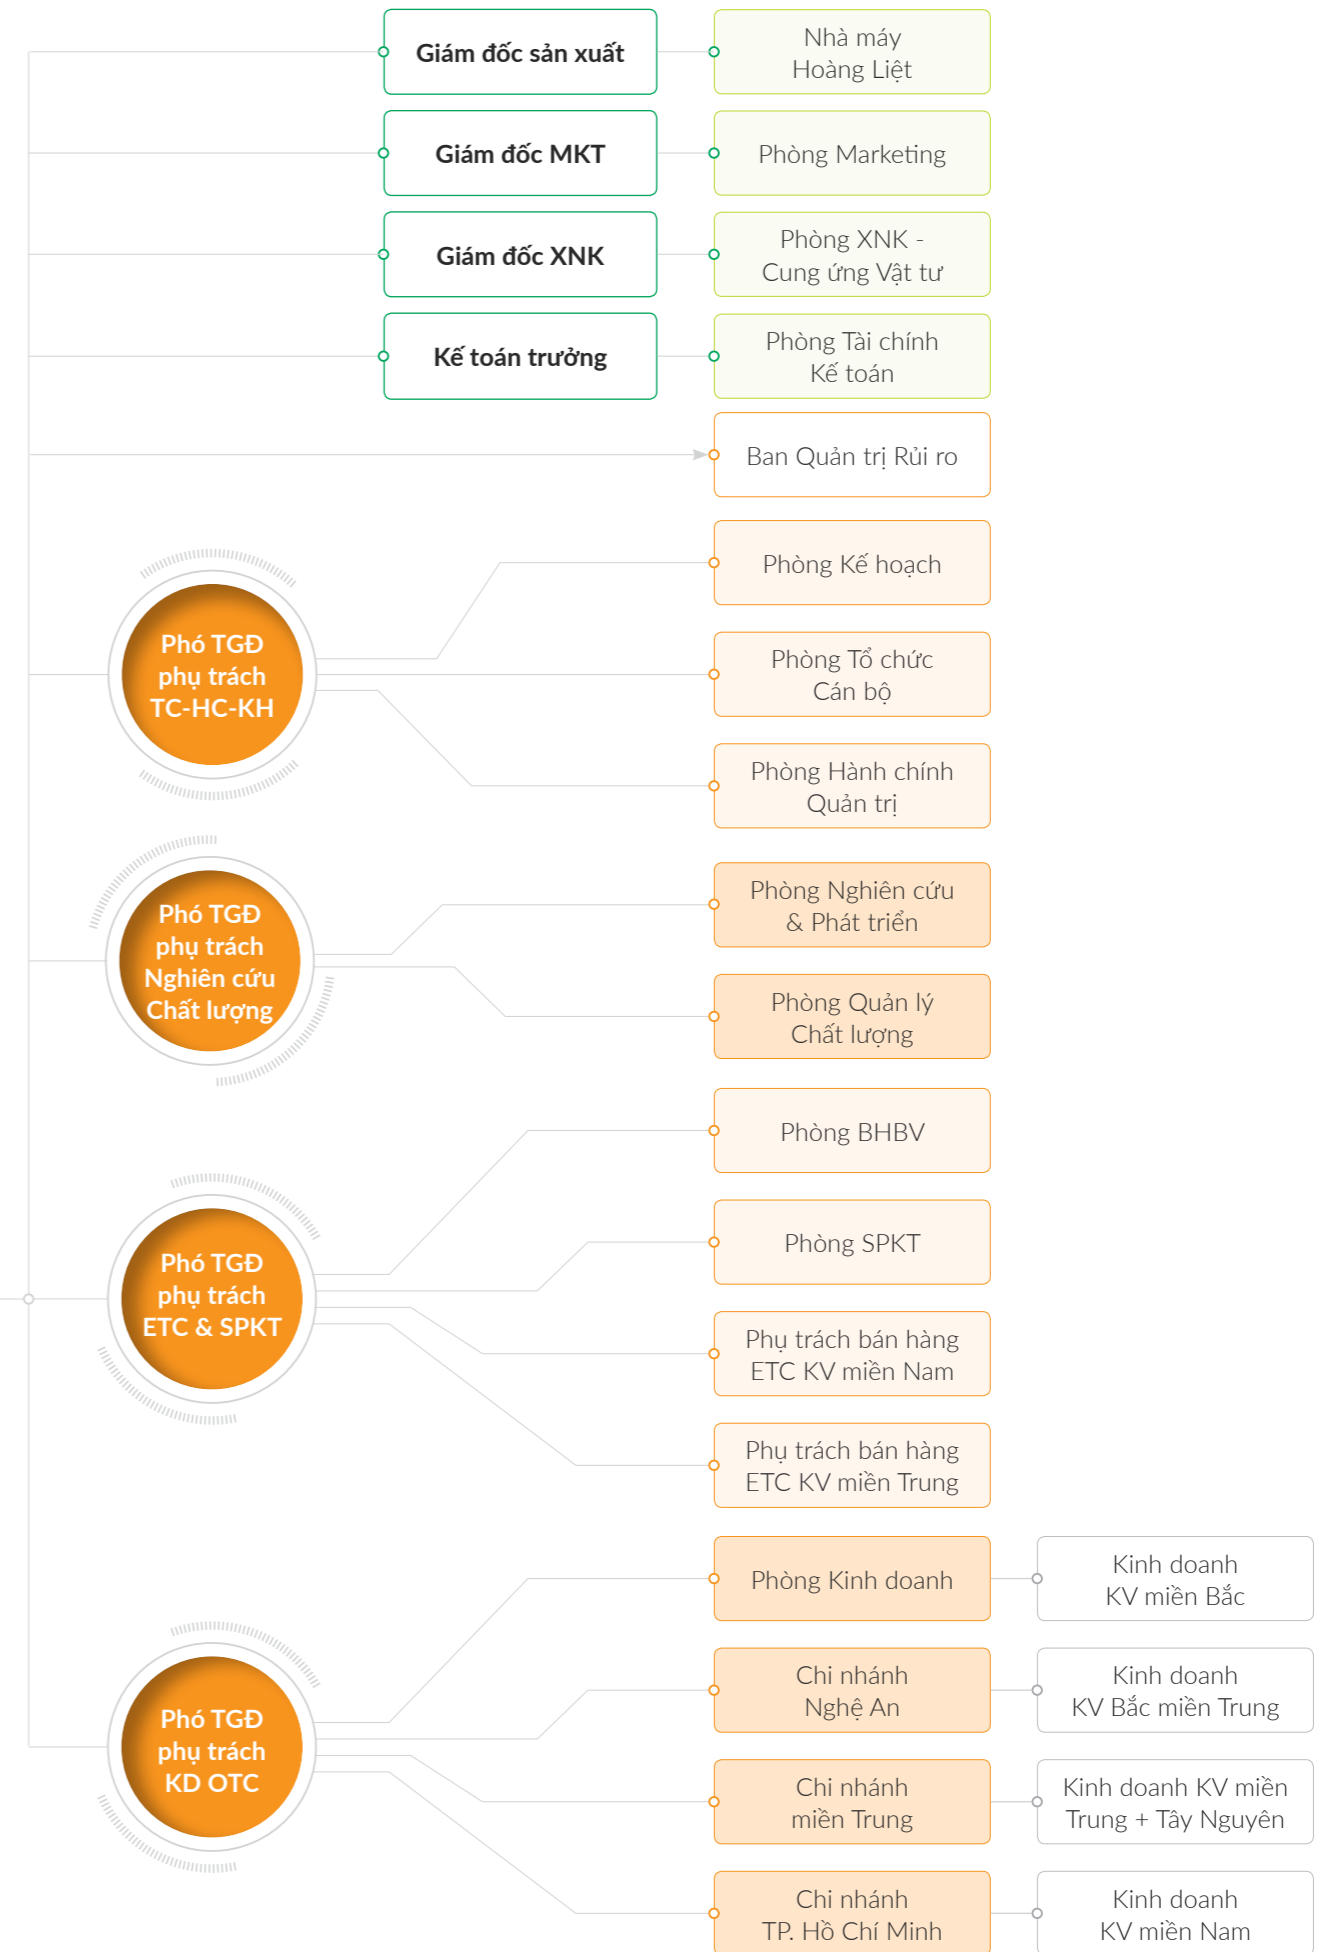 Giám đốc sản xuất
Nhà máy
Hoàng Liệt
Giám đốc MKT
Phòng Marketing
Giám đốc XNK
Phòng XNK -
Cung ứng Vật tư
Kế toán trưởng
Phòng Tài chính
Kế toán
Ban Quản trị Rủi ro
Phó TGĐ
phụ trách
TC-HC-KH
Phòng Kế hoạch
Phòng Tổ chức
Cán bộ
Phòng Hành chính
Quản trị
Phó TGĐ
phụ trách
Nghiên cứu
Chất lượng
Phòng Nghiên cứu
& Phát triển
Phòng Quản lý
Chất lượng
Phó TGĐ
phụ trách
ETC & SPKT
Phòng BHBV
Phòng SPKT
Phụ trách bán hàng
ETC KV miền Nam
Phụ trách bán hàng
ETC KV miền Trung
Phó TGĐ
phụ trách
KD OTC
Phòng Kinh doanh
Kinh doanh
KV miền Bắc
Chi nhánh
Nghệ An
Kinh doanh
KV Bắc miền Trung
Chi nhánh
miền Trung
Kinh doanh KV miền
Trung + Tây Nguyên
Chi nhánh
TP. Hồ Chí Minh
Kinh doanh
KV miền Nam